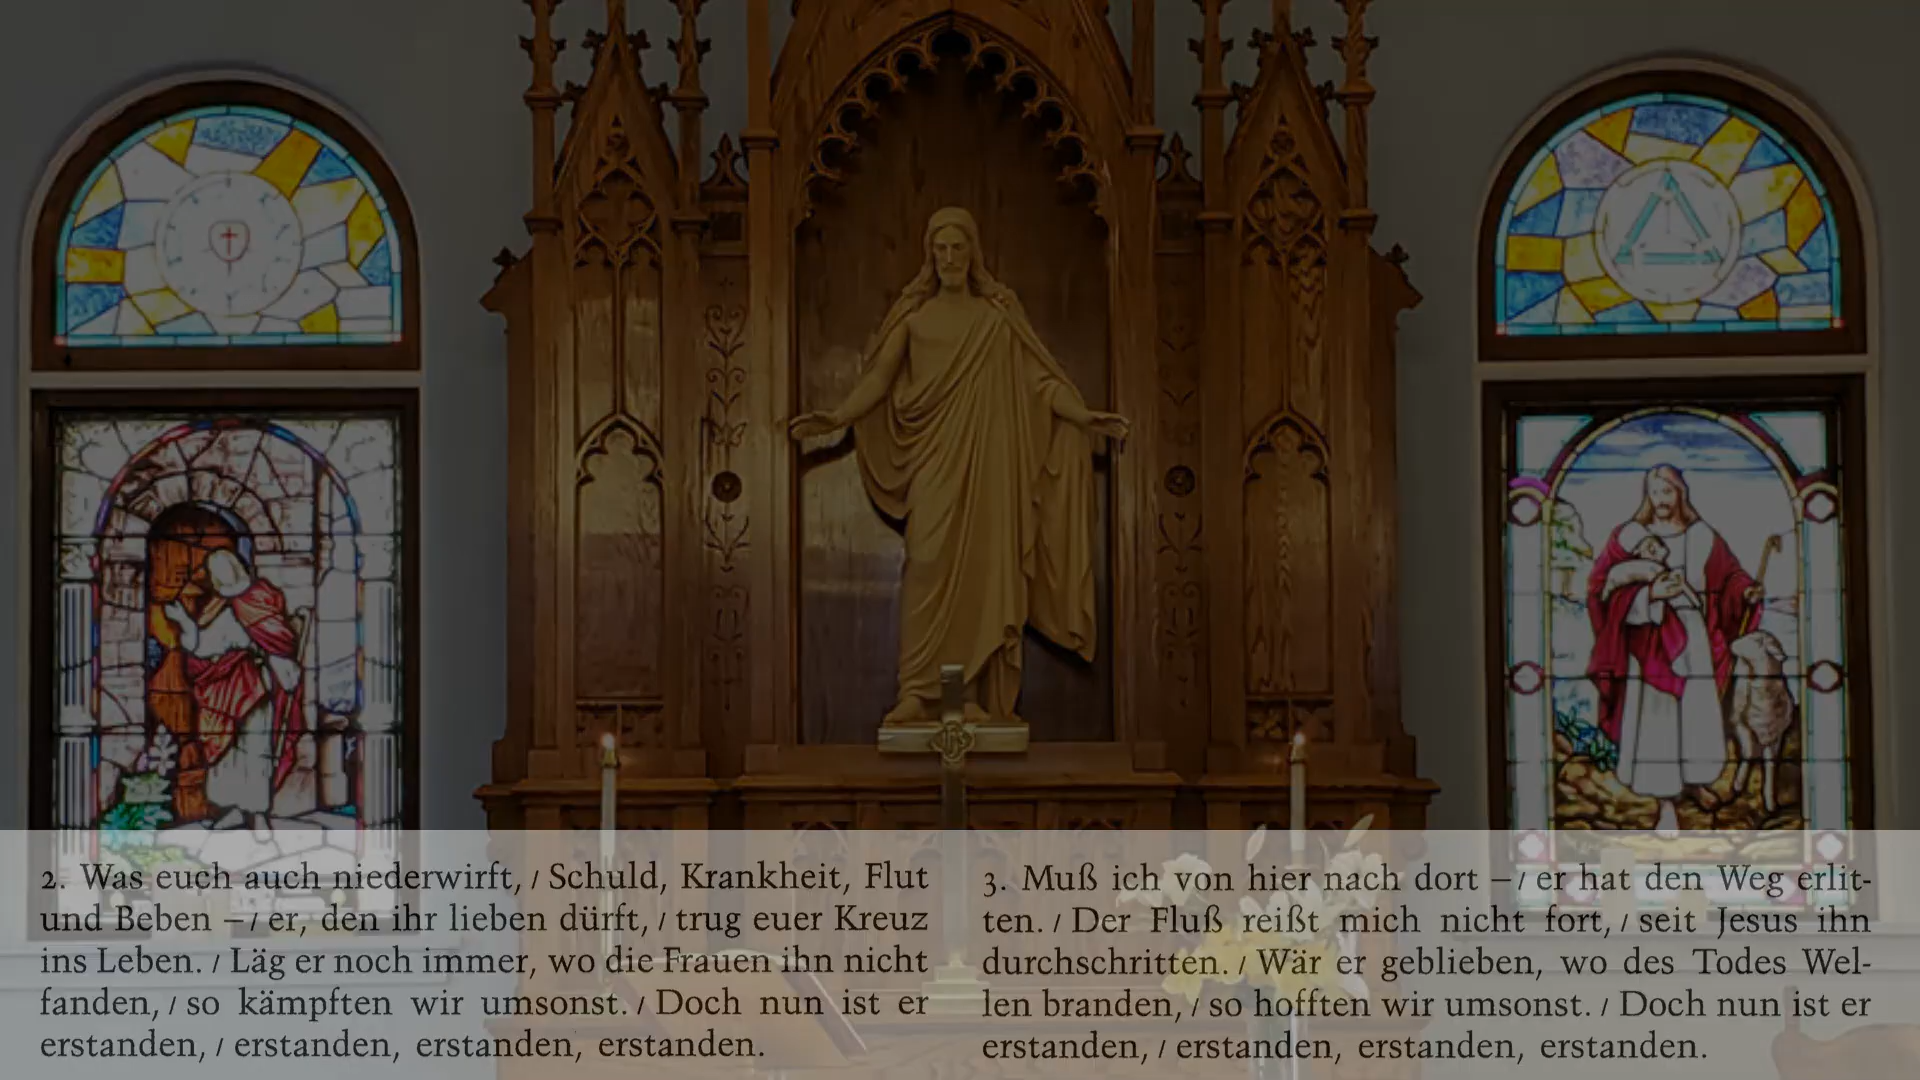 2. Was euch auch niederwirft, / Schuld, Krankheit, Flut
und Beben – / er, den ihr lieben dürft, / trug euer Kreuz
ins Leben. / Läg er noch immer, wo die Frauen ihn nicht
fanden, / so kämpften wir umsonst. / Doch nun ist er
erstanden, / erstanden, erstanden, erstanden.
3. Muß ich von hier nach dort – / er hat den Weg erlit-
ten. / Der Fluß reißt mich nicht fort, / seit Jesus ihn
durchschritten. / Wär er geblieben, wo des Todes Wel-
len branden, / so hofften wir umsonst. / Doch nun ist er
erstanden, / erstanden, erstanden, erstanden.